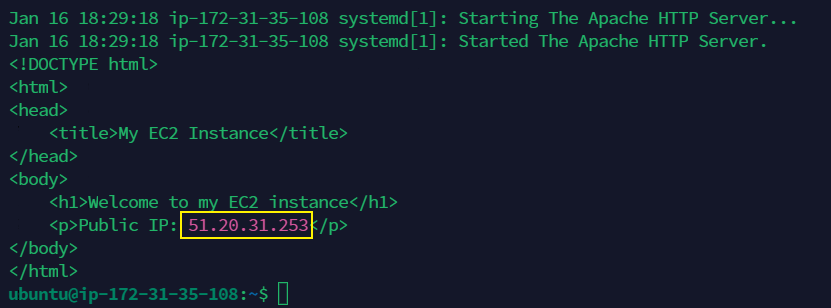 Jan 16 18:29:18 ip-172-31-35-108 systemd[1]: Starting The Apache HTTP Server...
Jan 16 18:29:18 ip-172-31-35-108 systemd[1]: Started The Apache HTTP Server.
<!DOCTYPE html>
<html>
<head>
    <title>My EC2 Instance</title>
</head>
<body>
    <h1>Welcome to my EC2 instance</h1>
    <p>Public IP: 51.20.31.253</p>
</body>
</html>
ubuntu@ip-172-31-35-108:~$